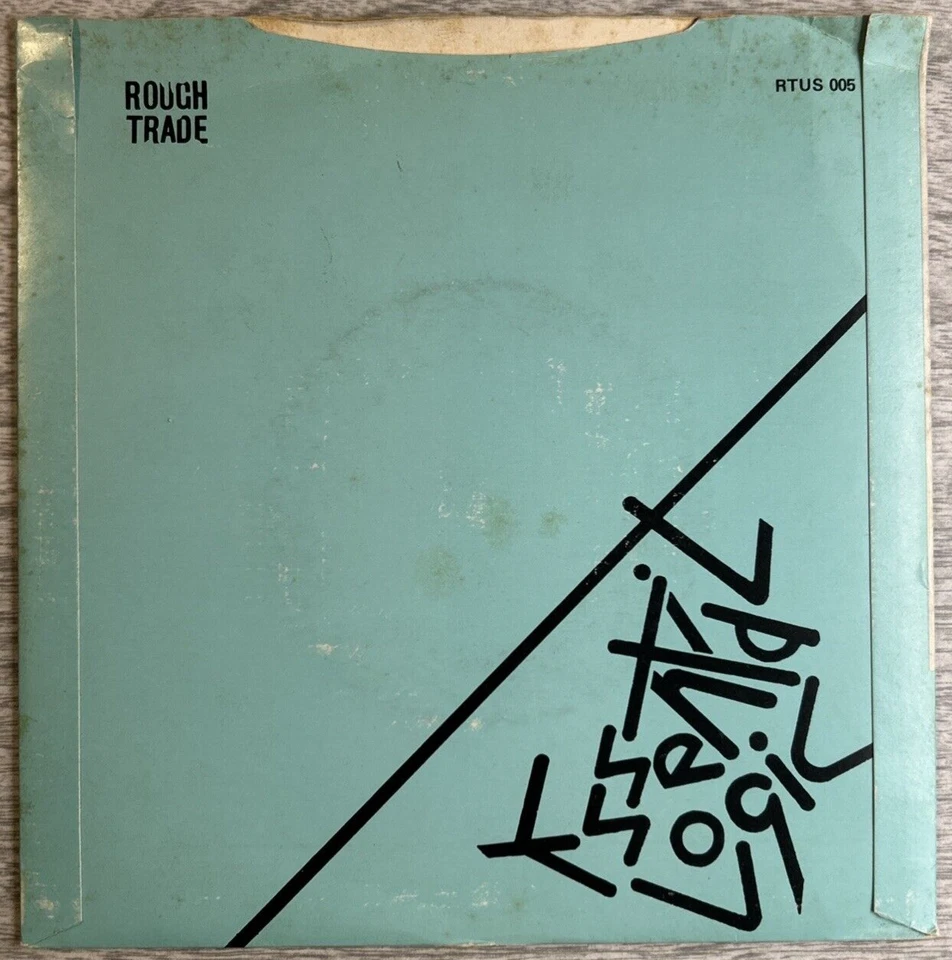 ROUGH
TRADE
RTUS 005
Essential
Logic